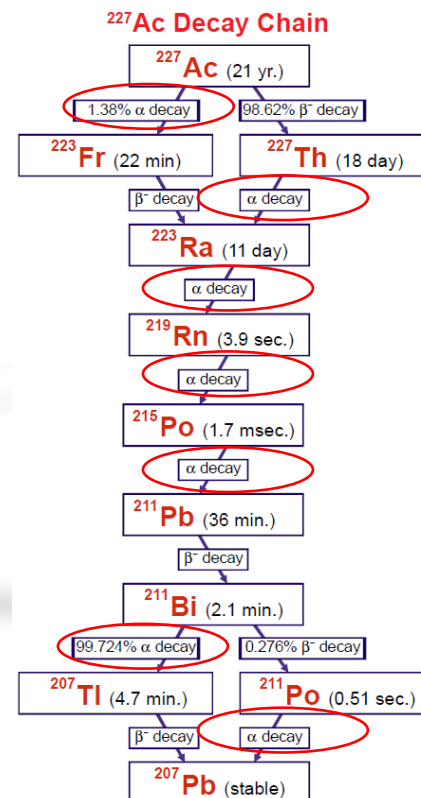 ²²⁷Ac Decay Chain
²²⁷Ac (21 yr.)
1.38% α decay 98.62% β⁻ decay
²²³Fr (22 min) ²²⁷Th (18 day)
β⁻ decay α decay
²²³Ra (11 day)
α decay
²¹⁹Rn (3.9 sec.)
α decay
²¹⁵Po (1.7 msec.)
α decay
²¹¹Pb (36 min.)
β⁻ decay
²¹¹Bi (2.1 min.)
99.724% α decay 0.276% β⁻ decay
²⁰⁷Tl (4.7 min.) ²¹¹Po (0.51 sec.)
β⁻ decay α decay
²⁰⁷Pb (stable)